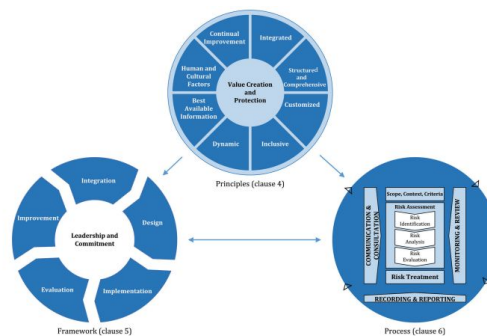 Continual
Improvement
Integrated
Human and
Cultural
Factors
Structured and
Comprehensive
Value Creation
and
Protection
Best
Available
Information
Customized
Dynamic
Inclusive
Principles (clause 4)
Integration
Improvement
Design
Leadership and
Commitment
Evaluation
Implementation
Framework (clause 5)
Scope, Context, Criteria
Risk Assessment
Risk
Identification
Risk
Analysis
Risk
Evaluation
Risk Treatment
COMMUNICATION &
CONSULTATION
MONITORING & REVIEW
RECORDING & REPORTING
Process (clause 6)